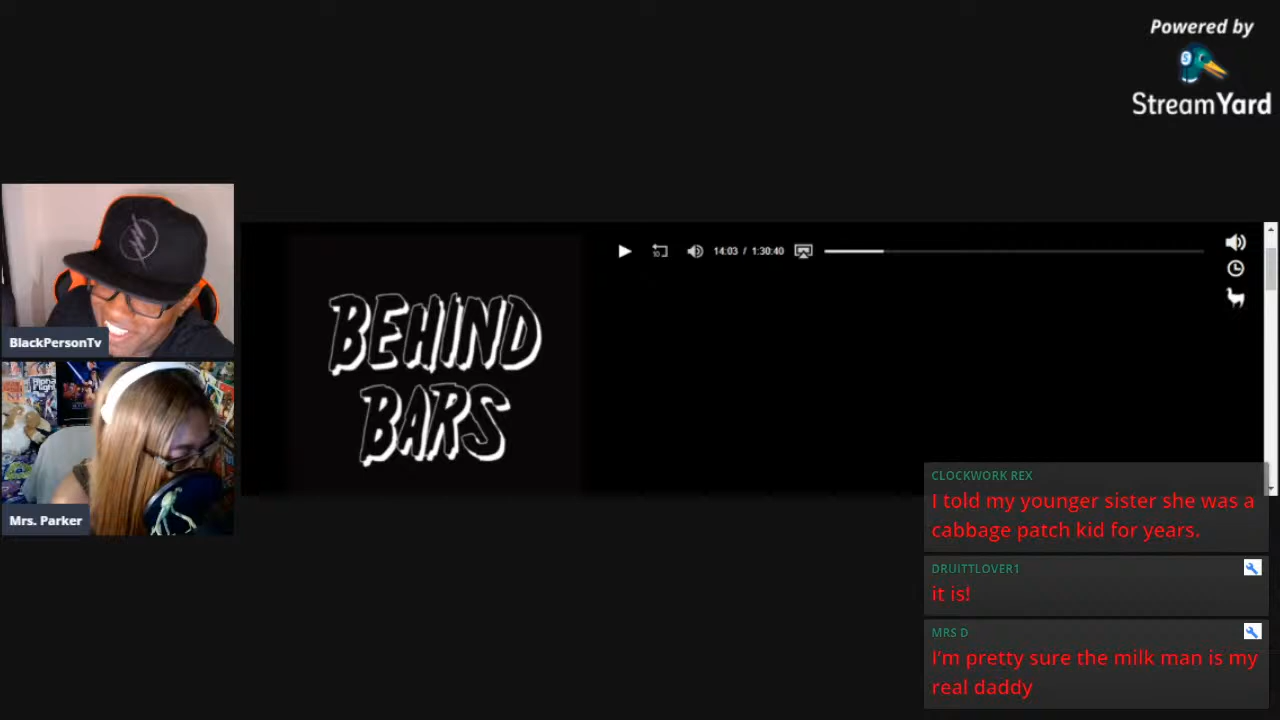 Powered by
StreamYard
BlackPersonTv
Mrs. Parker
14:03 / 1:30:40
BEHIND
BARS
CLOCKWORK REX
I told my younger sister she was a
cabbage patch kid for years.
DRUITTLOVER1
it is!
MRS D
I'm pretty sure the milk man is my
real daddy